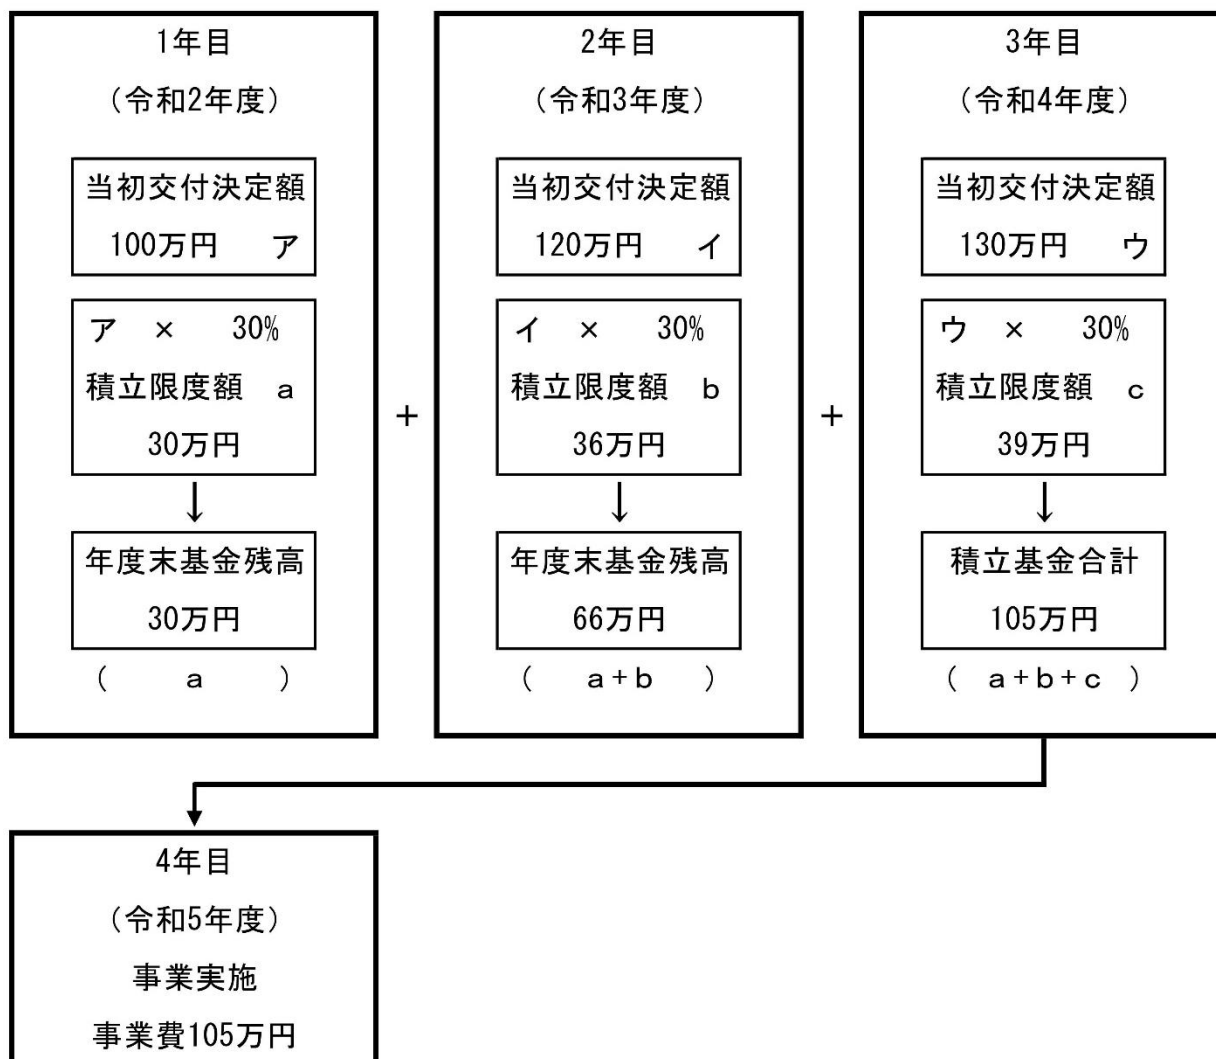 1年目
（令和2年度）
当初交付決定額
100万円　ア
ア　×　30%
積立限度額　a
30万円
↓
年度末基金残高
30万円
（　a　）
+
2年目
（令和3年度）
当初交付決定額
120万円　イ
イ　×　30%
積立限度額　b
36万円
↓
年度末基金残高
66万円
（　a+b　）
+
3年目
（令和4年度）
当初交付決定額
130万円　ウ
ウ　×　30%
積立限度額　c
39万円
↓
積立基金合計
105万円
（　a+b+c　）
4年目
（令和5年度）
事業実施
事業費105万円